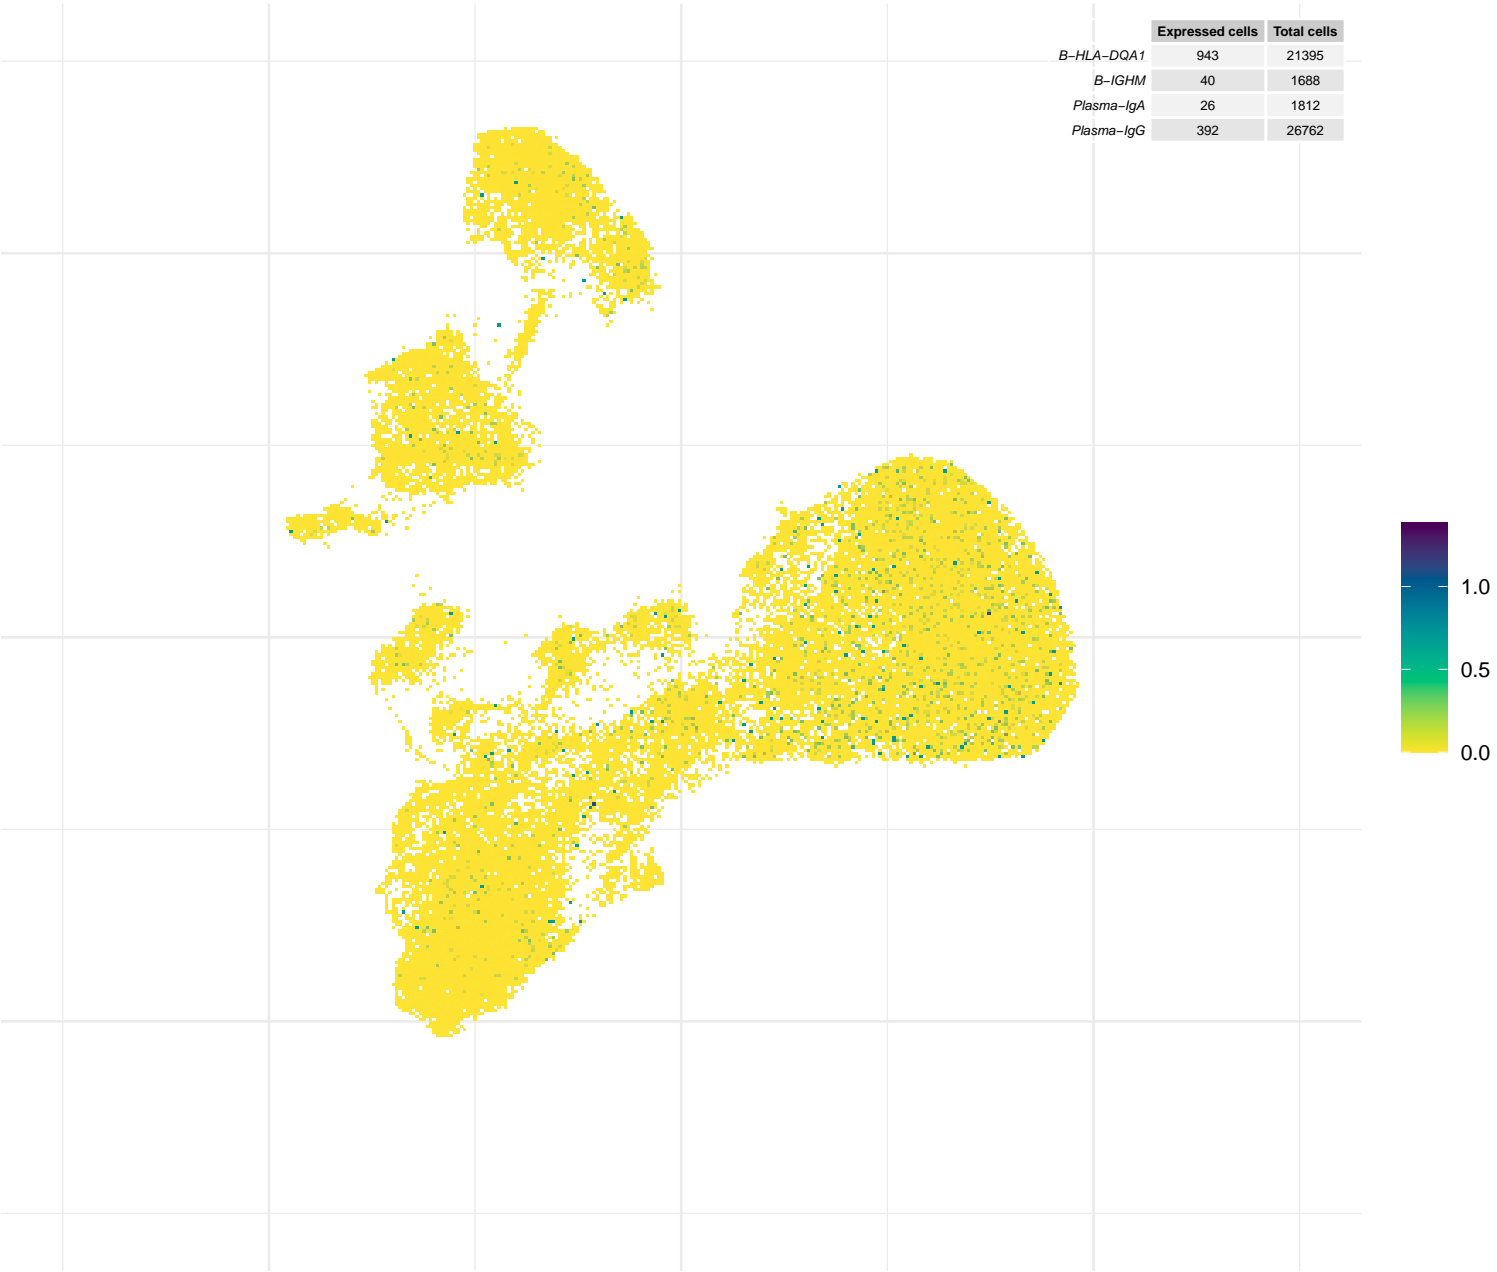 Expressed cells Total cells
B−HLA−DQA1 943 21395
B−IGHM 40 1688
Plasma−IgA 26 1812
Plasma−IgG 392 26762
1.0
0.5
0.0